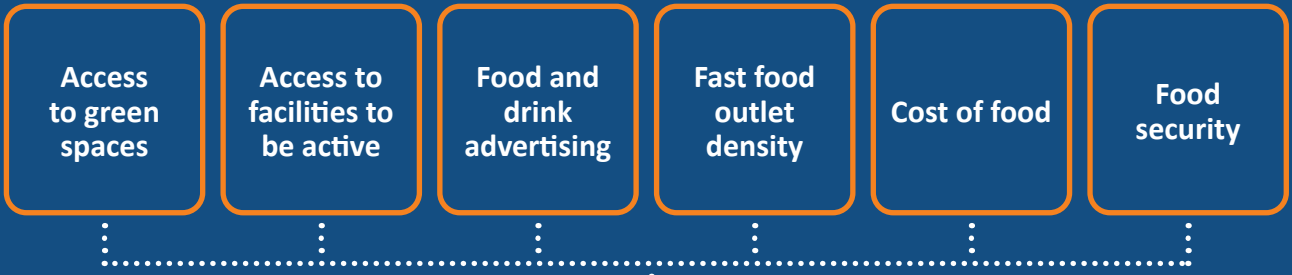 Access
to green
spaces
Access to
facilities to
be active
Food and
drink
advertising
Fast food
outlet
density
Cost of food
Food
security